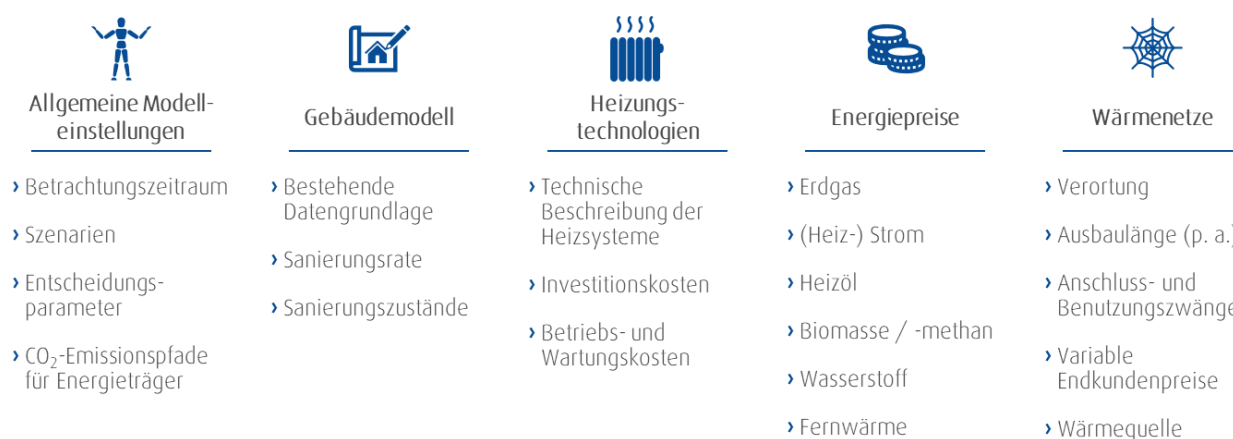 Allgemeine Modell-
einstellungen
› Betrachtungszeitraum
› Szenarien
› Entscheidungs-
parameter
› CO₂-Emissionspfade
für Energieträger
Gebäudemodell
› Bestehende
Datengrundlage
› Sanierungsrate
› Sanierungszustände
Heizungs-
technologien
› Technische
Beschreibung der
Heizsysteme
› Investitionskosten
› Betriebs- und
Wartungskosten
Energiepreise
› Erdgas
› (Heiz-) Strom
› Heizöl
› Biomasse / -methan
› Wasserstoff
› Fernwärme
Wärmenetze
› Verortung
› Ausbaulänge (p. a.)
› Anschluss- und
Benutzungszwänge
› Variable
Endkundenpreise
› Wärmequelle